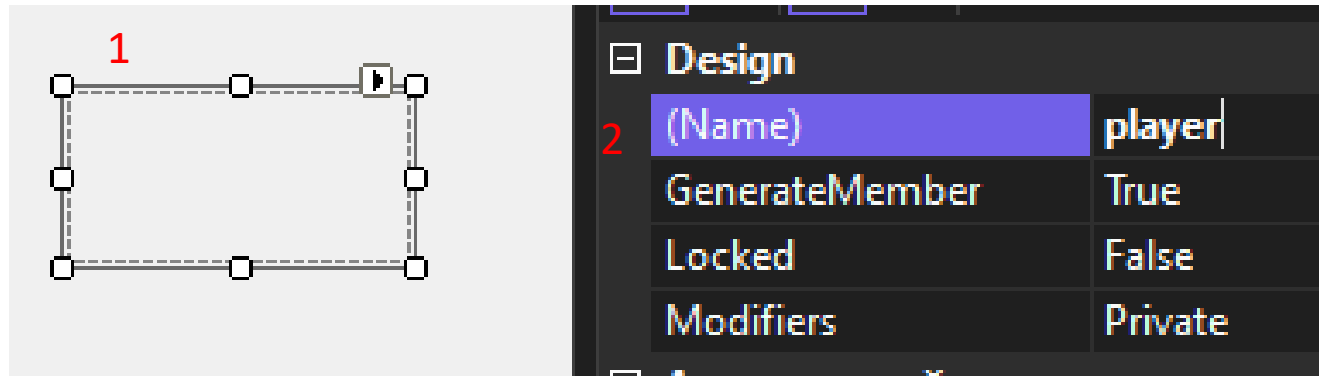 1
Design
2
(Name) player
GenerateMember True
Locked False
Modifiers Private